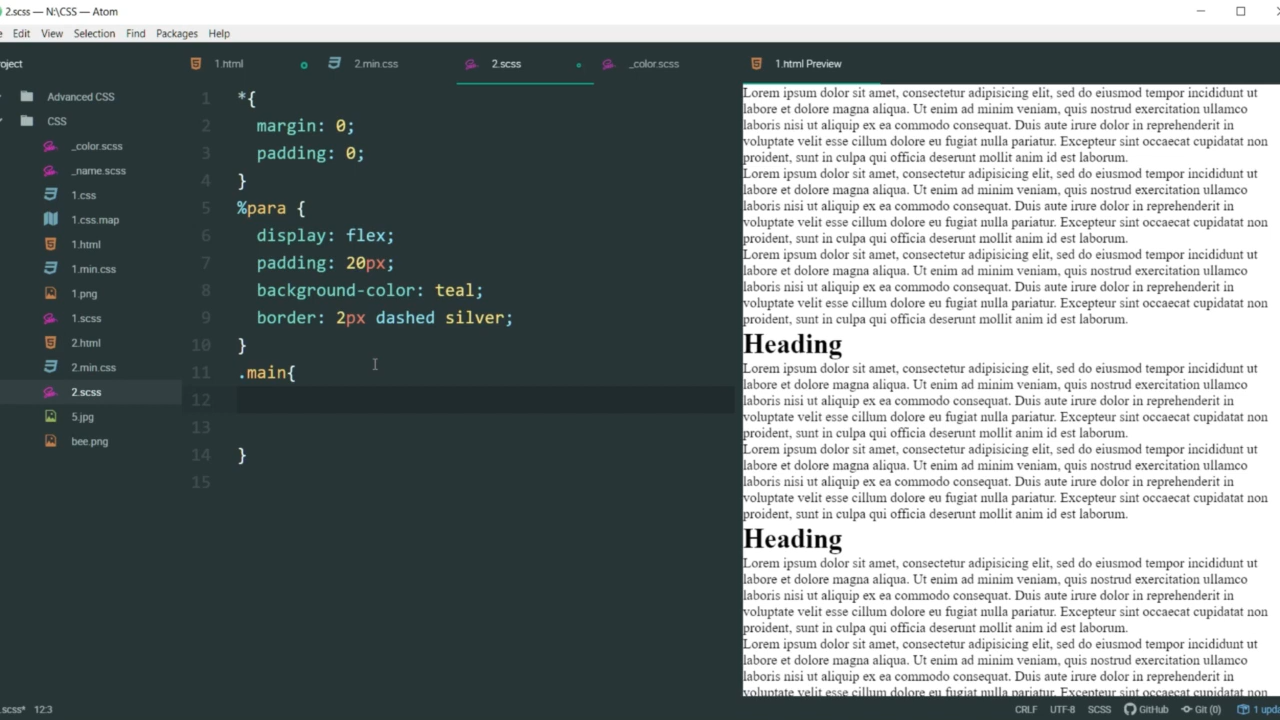 2.scss — N:\CSS — Atom
Edit View Selection Find Packages Help
roject
1.html
2.min.css
2.scss
_color.scss
1.html Preview
Advanced CSS
CSS
_color.scss
_name.scss
1.css
1.css.map
1.html
1.min.css
1.png
1.scss
2.html
2.min.css
2.scss
5.jpg
bee.png
1 *{
2 margin: 0;
3 padding: 0;
4 }
5 %para {
6 display: flex;
7 padding: 20px;
8 background-color: teal;
9 border: 2px dashed silver;
10 }
11 .main{
12
13
14 }
15
Lorem ipsum dolor sit amet, consectetur adipisicing elit, sed do eiusmod tempor incididunt ut
labore et dolore magna aliqua. Ut enim ad minim veniam, quis nostrud exercitation ullamco
laboris nisi ut aliquip ex ea commodo consequat. Duis aute irure dolor in reprehenderit in
voluptate velit esse cillum dolore eu fugiat nulla pariatur. Excepteur sint occaecat cupidatat non
proident, sunt in culpa qui officia deserunt mollit anim id est laborum.
Lorem ipsum dolor sit amet, consectetur adipisicing elit, sed do eiusmod tempor incididunt ut
labore et dolore magna aliqua. Ut enim ad minim veniam, quis nostrud exercitation ullamco
laboris nisi ut aliquip ex ea commodo consequat. Duis aute irure dolor in reprehenderit in
voluptate velit esse cillum dolore eu fugiat nulla pariatur. Excepteur sint occaecat cupidatat non
proident, sunt in culpa qui officia deserunt mollit anim id est laborum.
Lorem ipsum dolor sit amet, consectetur adipisicing elit, sed do eiusmod tempor incididunt ut
labore et dolore magna aliqua. Ut enim ad minim veniam, quis nostrud exercitation ullamco
laboris nisi ut aliquip ex ea commodo consequat. Duis aute irure dolor in reprehenderit in
voluptate velit esse cillum dolore eu fugiat nulla pariatur. Excepteur sint occaecat cupidatat non
proident, sunt in culpa qui officia deserunt mollit anim id est laborum.
Heading
Lorem ipsum dolor sit amet, consectetur adipisicing elit, sed do eiusmod tempor incididunt ut
labore et dolore magna aliqua. Ut enim ad minim veniam, quis nostrud exercitation ullamco
laboris nisi ut aliquip ex ea commodo consequat. Duis aute irure dolor in reprehenderit in
voluptate velit esse cillum dolore eu fugiat nulla pariatur. Excepteur sint occaecat cupidatat non
proident, sunt in culpa qui officia deserunt mollit anim id est laborum.
Lorem ipsum dolor sit amet, consectetur adipisicing elit, sed do eiusmod tempor incididunt ut
labore et dolore magna aliqua. Ut enim ad minim veniam, quis nostrud exercitation ullamco
laboris nisi ut aliquip ex ea commodo consequat. Duis aute irure dolor in reprehenderit in
voluptate velit esse cillum dolore eu fugiat nulla pariatur. Excepteur sint occaecat cupidatat non
proident, sunt in culpa qui officia deserunt mollit anim id est laborum.
Heading
Lorem ipsum dolor sit amet, consectetur adipisicing elit, sed do eiusmod tempor incididunt ut
labore et dolore magna aliqua. Ut enim ad minim veniam, quis nostrud exercitation ullamco
laboris nisi ut aliquip ex ea commodo consequat. Duis aute irure dolor in reprehenderit in
voluptate velit esse cillum dolore eu fugiat nulla pariatur. Excepteur sint occaecat cupidatat non
proident, sunt in culpa qui officia deserunt mollit anim id est laborum.
Lorem ipsum dolor sit amet, consectetur adipisicing elit, sed do eiusmod tempor incididunt ut
labore et dolore magna aliqua. Ut enim ad minim veniam, quis nostrud exercitation ullamco
laboris nisi ut aliquip ex ea commodo consequat. Duis aute irure dolor in reprehenderit in
voluptate velit esse cillum dolore eu fugiat nulla pariatur. Excepteur sint occaecat cupidatat non
.scss* 12:3
CRLF UTF-8 SCSS GitHub Git (0) 1 upda